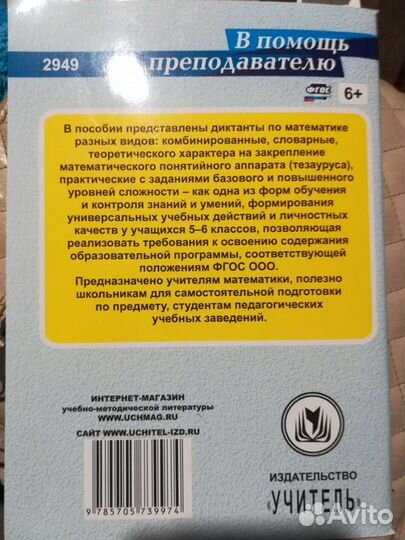 В помощь
преподавателю
2949
ФГОС
6+
В пособии представлены диктанты по математике
разных видов: комбинированные, словарные,
теоретического характера на закрепление
математического понятийного аппарата (тезауруса),
практические с заданиями базового и повышенного
уровней сложности – как одна из форм обучения
и контроля знаний и умений, формирования
универсальных учебных действий и личностных
качеств у учащихся 5–6 классов, позволяющая
реализовать требования к освоению содержания
образовательной программы, соответствующей
положениям ФГОС ООО.
Предназначено учителям математики, полезно
школьникам для самостоятельной подготовки
по предмету, студентам педагогических
учебных заведений.
ИНТЕРНЕТ-МАГАЗИН
учебно-методической литературы
WWW.UCHMAG.RU
САЙТ WWW.UCHITEL-IZD.RU
9 785705 739974
ИЗДАТЕЛЬСТВО
«УЧИТЕЛЬ»
Avito